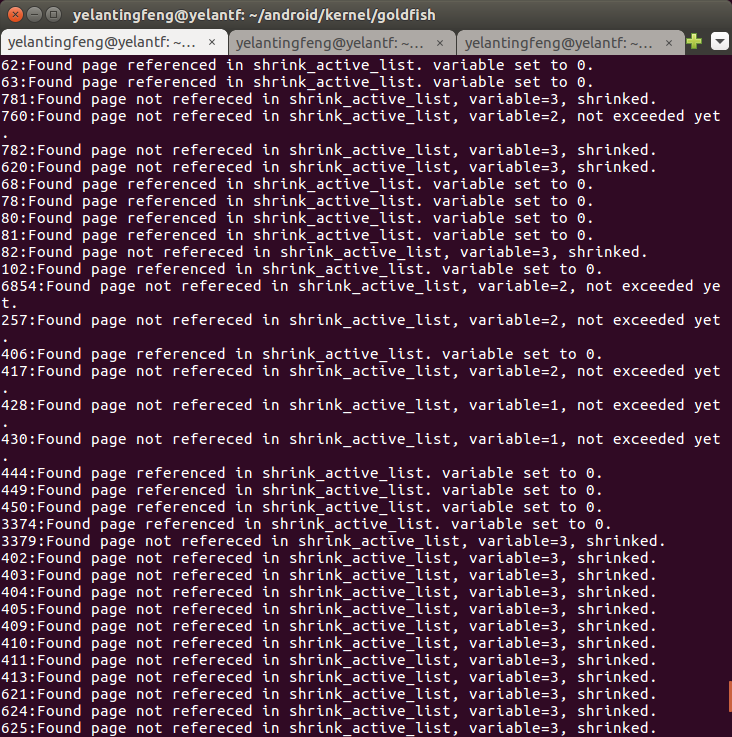 yelantingfeng@yelantf: ~/android/kernel/goldfish
yelantingfeng@yelantf: ~... × yelantingfeng@yelantf: ~... × yelantingfeng@yelantf: ~... ×
62:Found page referenced in shrink_active_list. variable set to 0.
63:Found page referenced in shrink_active_list. variable set to 0.
781:Found page not refereced in shrink_active_list, variable=3, shrinked.
760:Found page not refereced in shrink_active_list, variable=2, not exceeded yet
.
782:Found page not refereced in shrink_active_list, variable=3, shrinked.
620:Found page not refereced in shrink_active_list, variable=3, shrinked.
68:Found page referenced in shrink_active_list. variable set to 0.
78:Found page referenced in shrink_active_list. variable set to 0.
80:Found page referenced in shrink_active_list. variable set to 0.
81:Found page referenced in shrink_active_list. variable set to 0.
82:Found page not refereced in shrink_active_list, variable=3, shrinked.
102:Found page referenced in shrink_active_list. variable set to 0.
6854:Found page not refereced in shrink_active_list, variable=2, not exceeded ye
t.
257:Found page not refereced in shrink_active_list, variable=2, not exceeded yet
.
406:Found page referenced in shrink_active_list. variable set to 0.
417:Found page not refereced in shrink_active_list, variable=2, not exceeded yet
.
428:Found page not refereced in shrink_active_list, variable=1, not exceeded yet
.
430:Found page not refereced in shrink_active_list, variable=1, not exceeded yet
.
444:Found page referenced in shrink_active_list. variable set to 0.
449:Found page referenced in shrink_active_list. variable set to 0.
450:Found page referenced in shrink_active_list. variable set to 0.
3374:Found page referenced in shrink_active_list. variable set to 0.
3379:Found page not refereced in shrink_active_list, variable=3, shrinked.
402:Found page not refereced in shrink_active_list, variable=3, shrinked.
403:Found page not refereced in shrink_active_list, variable=3, shrinked.
404:Found page not refereced in shrink_active_list, variable=3, shrinked.
405:Found page not refereced in shrink_active_list, variable=3, shrinked.
409:Found page not refereced in shrink_active_list, variable=3, shrinked.
410:Found page not refereced in shrink_active_list, variable=3, shrinked.
411:Found page not refereced in shrink_active_list, variable=3, shrinked.
413:Found page not refereced in shrink_active_list, variable=3, shrinked.
621:Found page not refereced in shrink_active_list, variable=3, shrinked.
624:Found page not refereced in shrink_active_list, variable=3, shrinked.
625:Found page not refereced in shrink_active_list, variable=3, shrinked.